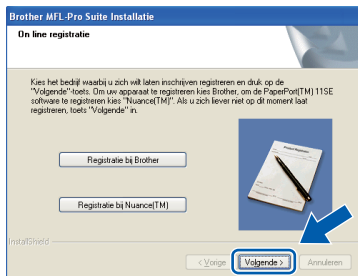 Brother MFL-Pro Suite Installatie
On line registratie
Kies het bedrijf waarbij u zich wilt laten inschrijven registreren en druk op de
"Volgende"-toets. Om uw apparaat te registreren kies Brother, om de PaperPort(TM) 11SE
software te registreren kies "Nuance(TM)". Als u zich liever niet op dit moment laat
registreren, toets "Volgende" in.
Registratie bij Brother
Registratie bij Nuance(TM)
InstallShield
< Vorige
Volgende >
Annuleren